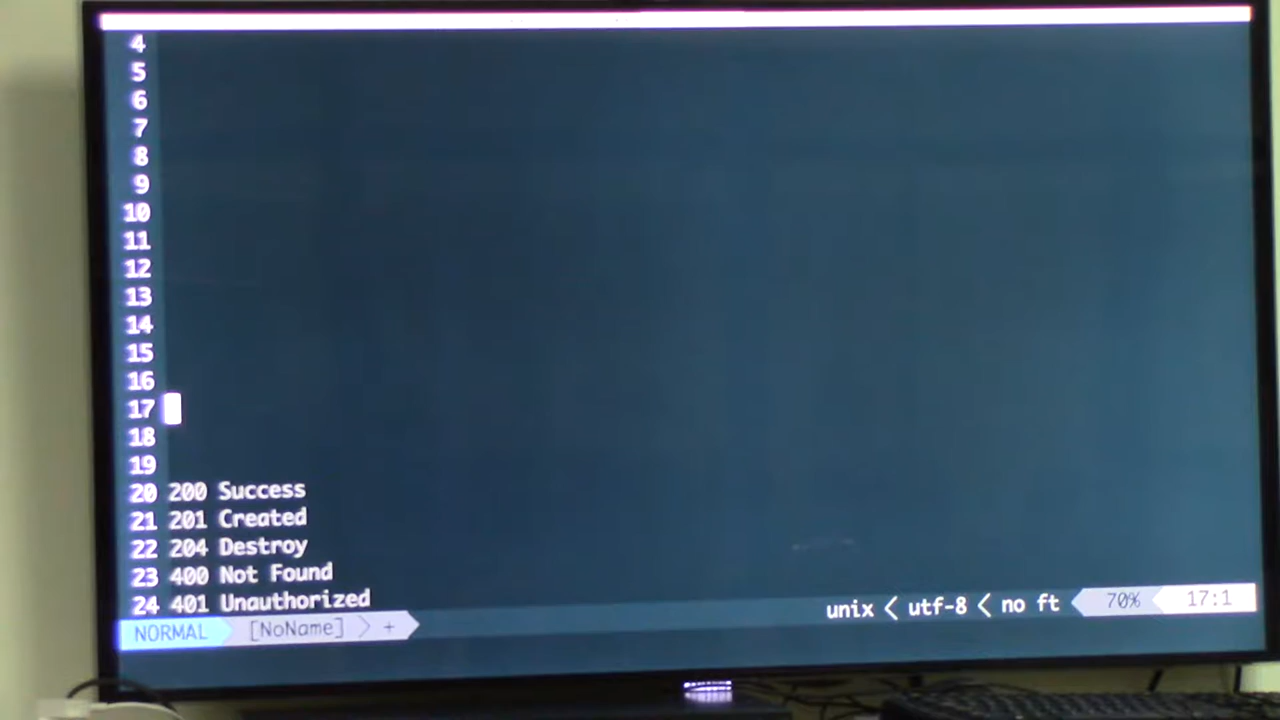 4
5
6
7
8
9
10
11
12
13
14
15
16
17
18
19
20 200 Success
21 201 Created
22 204 Destroy
23 400 Not Found
24 401 Unauthorized
NORMAL [NoName] +
unix utf-8 no ft 70% 17:1